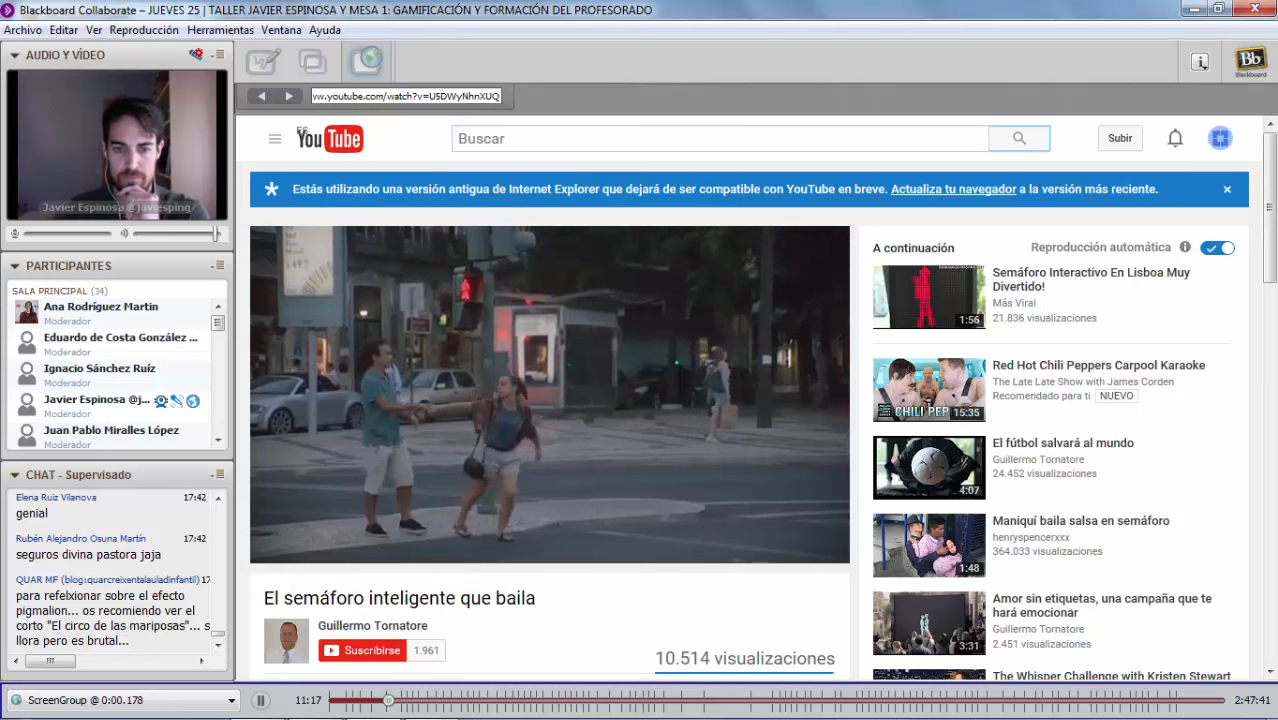 Blackboard Collaborate – JUEVES 25 | TALLER JAVIER ESPINOSA Y MESA 1: GAMIFICACIÓN Y FORMACIÓN DEL PROFESORADO
Archivo Editar Ver Reproducción Herramientas Ventana Ayuda
AUDIO Y VÍDEO
Javier Espinosa @javiesping
PARTICIPANTES
SALA PRINCIPAL (34)
Ana Rodríguez Martin
Moderador
Eduardo de Costa González ...
Moderador
Ignacio Sánchez Ruíz
Moderador
Javier Espinosa @j...
Moderador
Juan Pablo Miralles López
Moderador
CHAT - Supervisado
Elena Ruiz Vilanova 17:42
genial
Rubén Alejandro Osuna Martín 17:42
seguros divina pastora jaja
QUAR MF (blog:quarcreixentalauladinfantil) 17
para refelxionar sobre el efecto
pigmalion... os recomiendo ver el
corto "El circo de las mariposas"... s
llora pero es brutal...
Bb
Blackboard
vw.youtube.com/watch?v=U5DWyNhnXUQ
YouTube ES
Buscar
Subir
Estás utilizando una versión antigua de Internet Explorer que dejará de ser compatible con YouTube en breve. Actualiza tu navegador a la versión más reciente.
El semáforo inteligente que baila
Guillermo Tornatore
Suscribirse 1.961
10.514 visualizaciones
A continuación Reproducción automática
Semáforo Interactivo En Lisboa Muy
Divertido!
Más Viral
21.836 visualizaciones
1:56
Red Hot Chili Peppers Carpool Karaoke
The Late Late Show with James Corden
Recomendado para ti NUEVO
CHILI PEP 15:35
El fútbol salvará al mundo
Guillermo Tornatore
24.452 visualizaciones
4:07
Maniquí baila salsa en semáforo
henryspencerxxx
364.033 visualizaciones
1:48
Amor sin etiquetas, una campaña que te
hará emocionar
Guillermo Tornatore
2.451 visualizaciones
3:31
The Whisper Challenge with Kristen Stewart
ScreenGroup @ 0:00.178
11:17
2:47:41